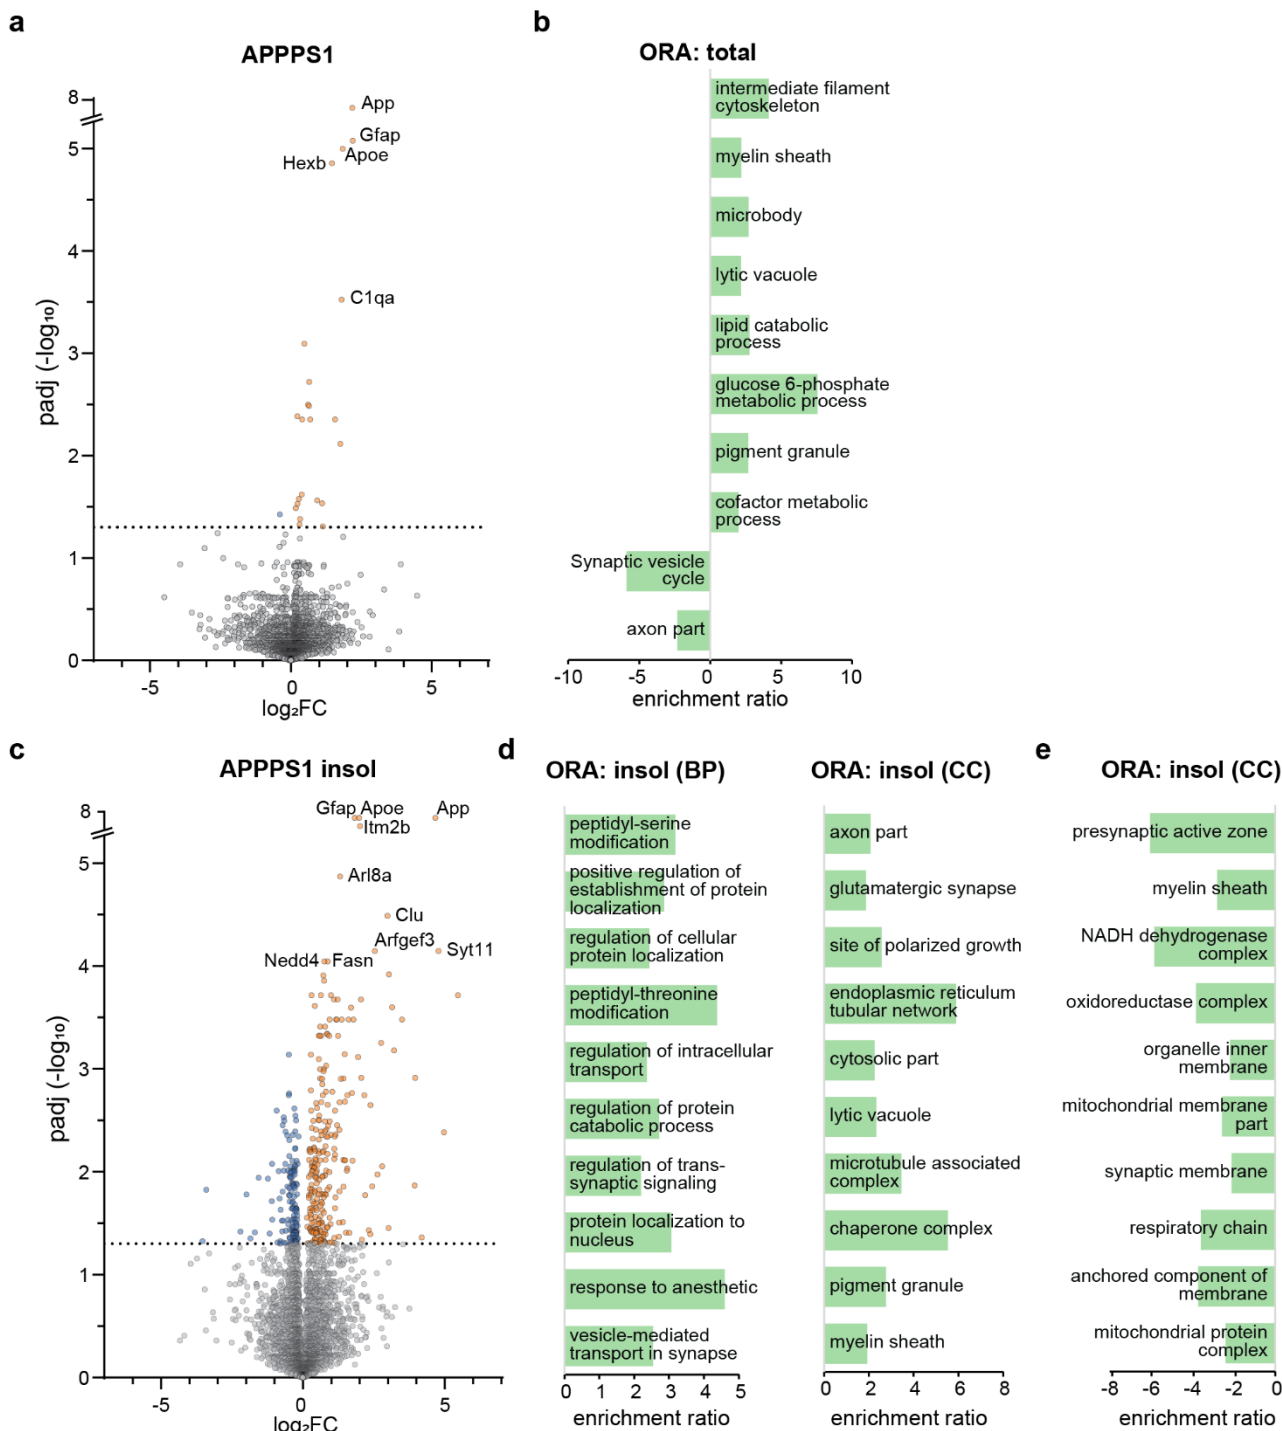 a
APPPS1
8
App
Gfap
5
Apoe
Hexb
4
C1qa
3
2
1
0
padj (-log₁₀)
-5
0
5
log₂FC
b
ORA: total
intermediate filament
cytoskeleton
myelin sheath
microbody
lytic vacuole
lipid catabolic
process
glucose 6-phosphate
metabolic process
pigment granule
cofactor metabolic
process
Synaptic vesicle
cycle
axon part
-10
-5
0
5
10
enrichment ratio
c
APPPS1 insol
8
Gfap Apoe
App
Itm2b
5
Arl8a
Clu
Arfgef3
Syt11
Nedd4
Fasn
4
3
2
1
0
padj (-log₁₀)
-5
0
5
log₂FC
d
ORA: insol (BP)
peptidyl-serine
modification
positive regulation of
establishment of protein
localization
regulation of cellular
protein localization
peptidyl-threonine
modification
regulation of intracellular
transport
regulation of protein
catabolic process
regulation of trans-
synaptic signaling
protein localization to
nucleus
response to anesthetic
vesicle-mediated
transport in synapse
0
1
2
3
4
5
enrichment ratio
ORA: insol (CC)
axon part
glutamatergic synapse
site of polarized growth
endoplasmic reticulum
tubular network
cytosolic part
lytic vacuole
microtubule associated
complex
chaperone complex
pigment granule
myelin sheath
0
2
4
6
8
enrichment ratio
e
ORA: insol (CC)
presynaptic active zone
myelin sheath
NADH dehydrogenase
complex
oxidoreductase complex
organelle inner
membrane
mitochondrial membrane
part
synaptic membrane
respiratory chain
anchored component of
membrane
mitochondrial protein
complex
-8
-6
-4
-2
0
enrichment ratio